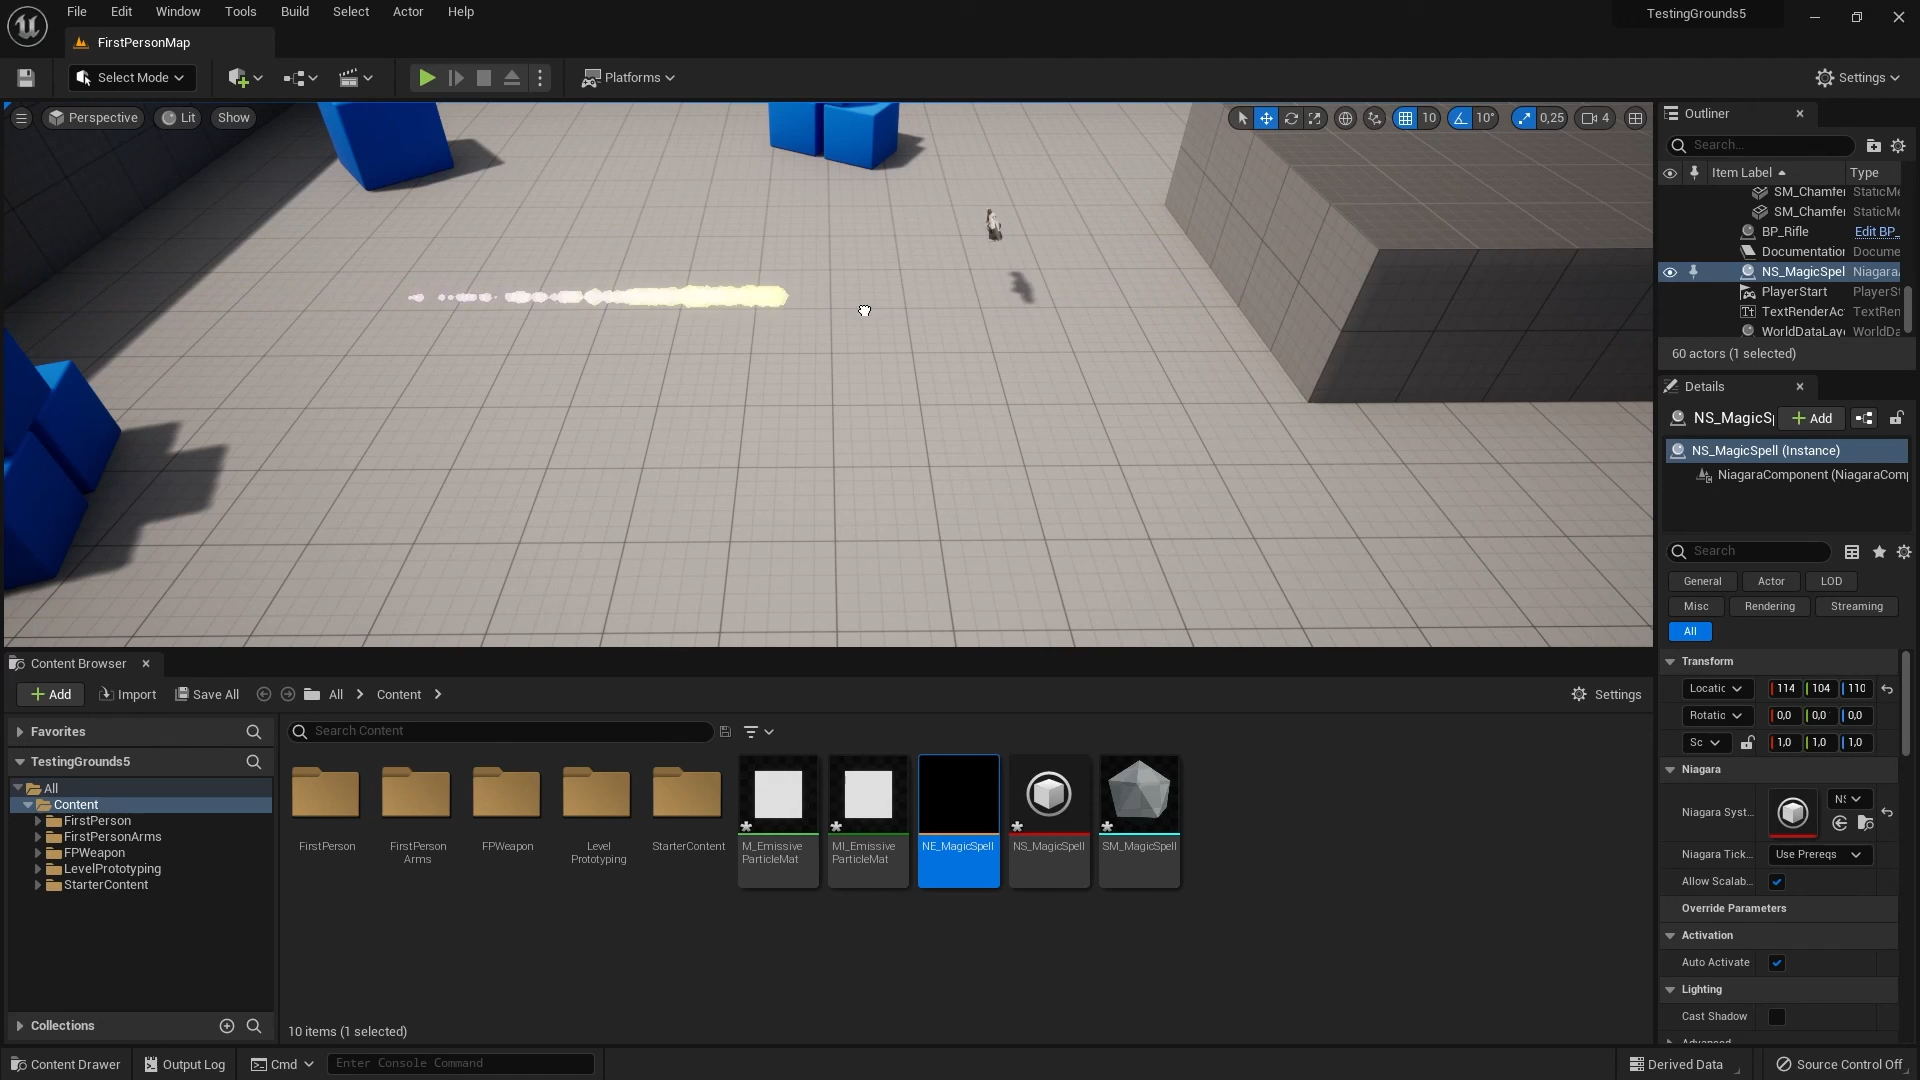 File Edit Window Tools Build Select Actor Help
TestingGrounds5
FirstPersonMap
Select Mode
Platforms
Settings
Perspective Lit Show
10 10° 0,25 4
Outliner
Search...
Item Label Type
SM_Chamfer StaticMe
SM_Chamfer StaticMe
BP_Rifle Edit BP_
Documentation Docume
NS_MagicSpel Niagara
PlayerStart PlayerSt
TextRenderAc TextRen
WorldDataLaye WorldDa
60 actors (1 selected)
Details
NS_MagicSp Add
NS_MagicSpell (Instance)
NiagaraComponent (NiagaraComp
Search
General Actor LOD
Misc Rendering Streaming
All
Transform
Locatic 114 104 110
Rotatic 0,0 0,0 0,0
Sc 1,0 1,0 1,0
Niagara
Niagara Syst... NS
Niagara Tick... Use Prereqs
Allow Scalab...
Override Parameters
Activation
Auto Activate
Lighting
Cast Shadow
Advanced
Content Browser
Add Import Save All All Content Settings
Favorites
TestingGrounds5
All
Content
FirstPerson
FirstPersonArms
FPWeapon
LevelPrototyping
StarterContent
Collections
Search Content
FirstPerson
FirstPerson
Arms
FPWeapon
Level
Prototyping
StarterContent
M_Emissive
ParticleMat
MI_Emissive
ParticleMat
NE_MagicSpell
NS_MagicSpell
SM_MagicSpell
10 items (1 selected)
Content Drawer Output Log Cmd Enter Console Command Derived Data Source Control Off